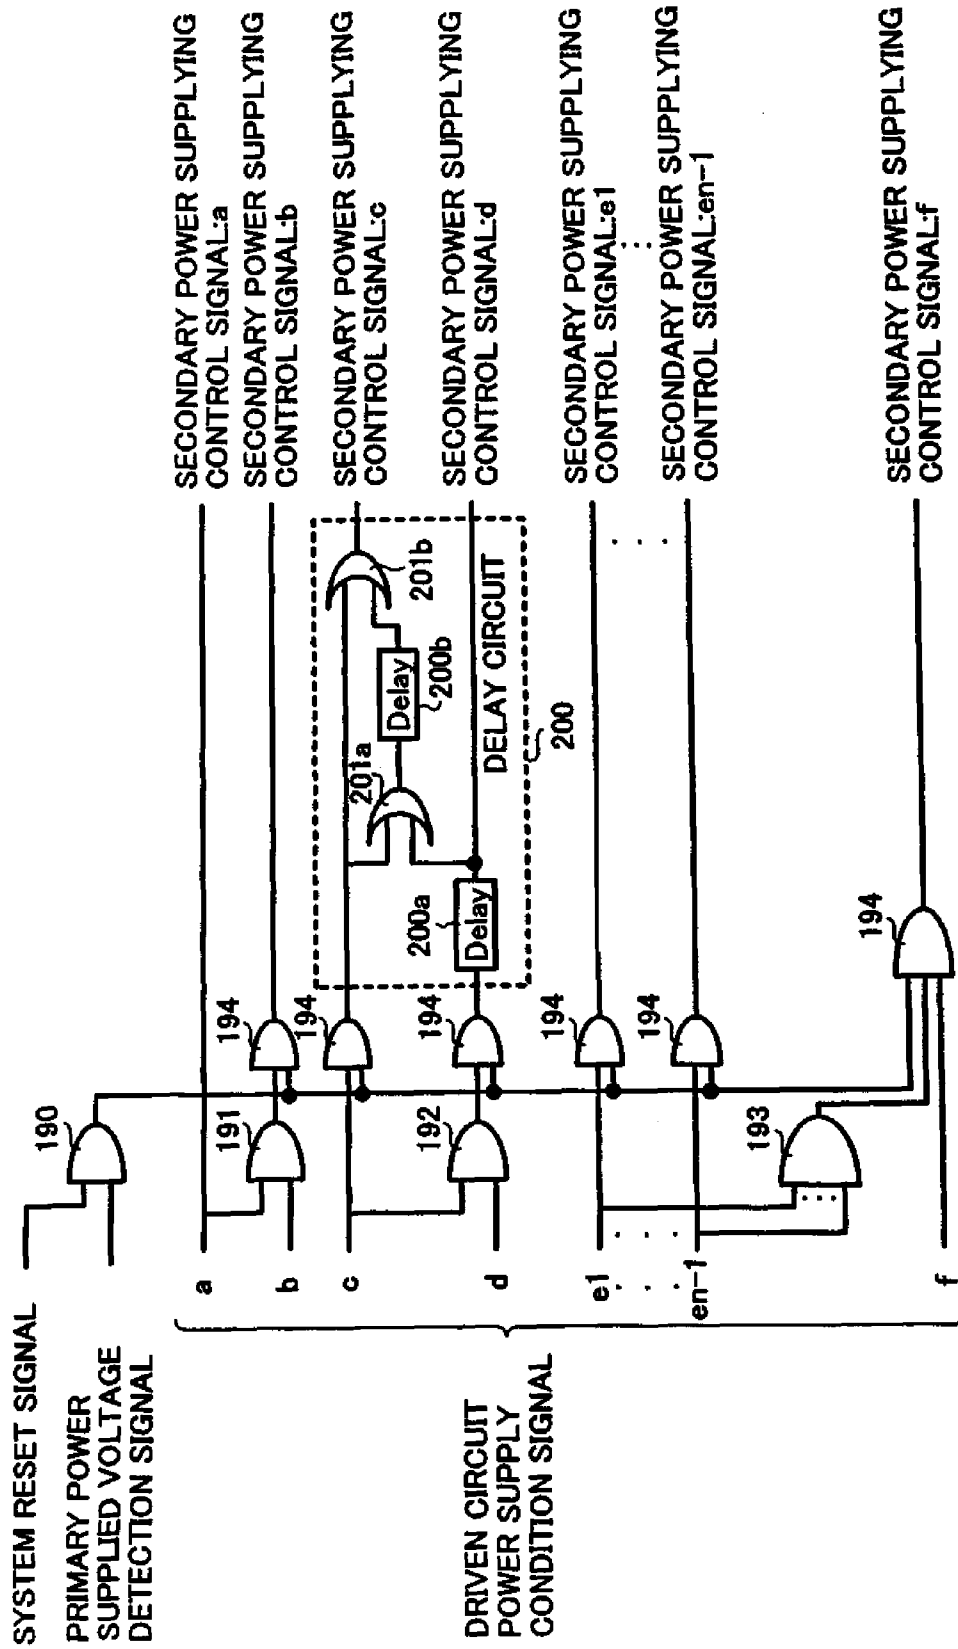 SYSTEM RESET SIGNAL
PRIMARY POWER
SUPPLIED VOLTAGE
DETECTION SIGNAL
DRIVEN CIRCUIT
POWER SUPPLY
CONDITION SIGNAL
a
b
c
d
e1
en-1
f
190
191
192
193
194
194
194
194
194
194
200a
Delay
201a
Delay
200b
201b
DELAY CIRCUIT
200
SECONDARY POWER SUPPLYING
CONTROL SIGNAL:a
SECONDARY POWER SUPPLYING
CONTROL SIGNAL:b
SECONDARY POWER SUPPLYING
CONTROL SIGNAL:c
SECONDARY POWER SUPPLYING
CONTROL SIGNAL:d
SECONDARY POWER SUPPLYING
CONTROL SIGNAL:e1
SECONDARY POWER SUPPLYING
CONTROL SIGNAL:en-1
SECONDARY POWER SUPPLYING
CONTROL SIGNAL:f